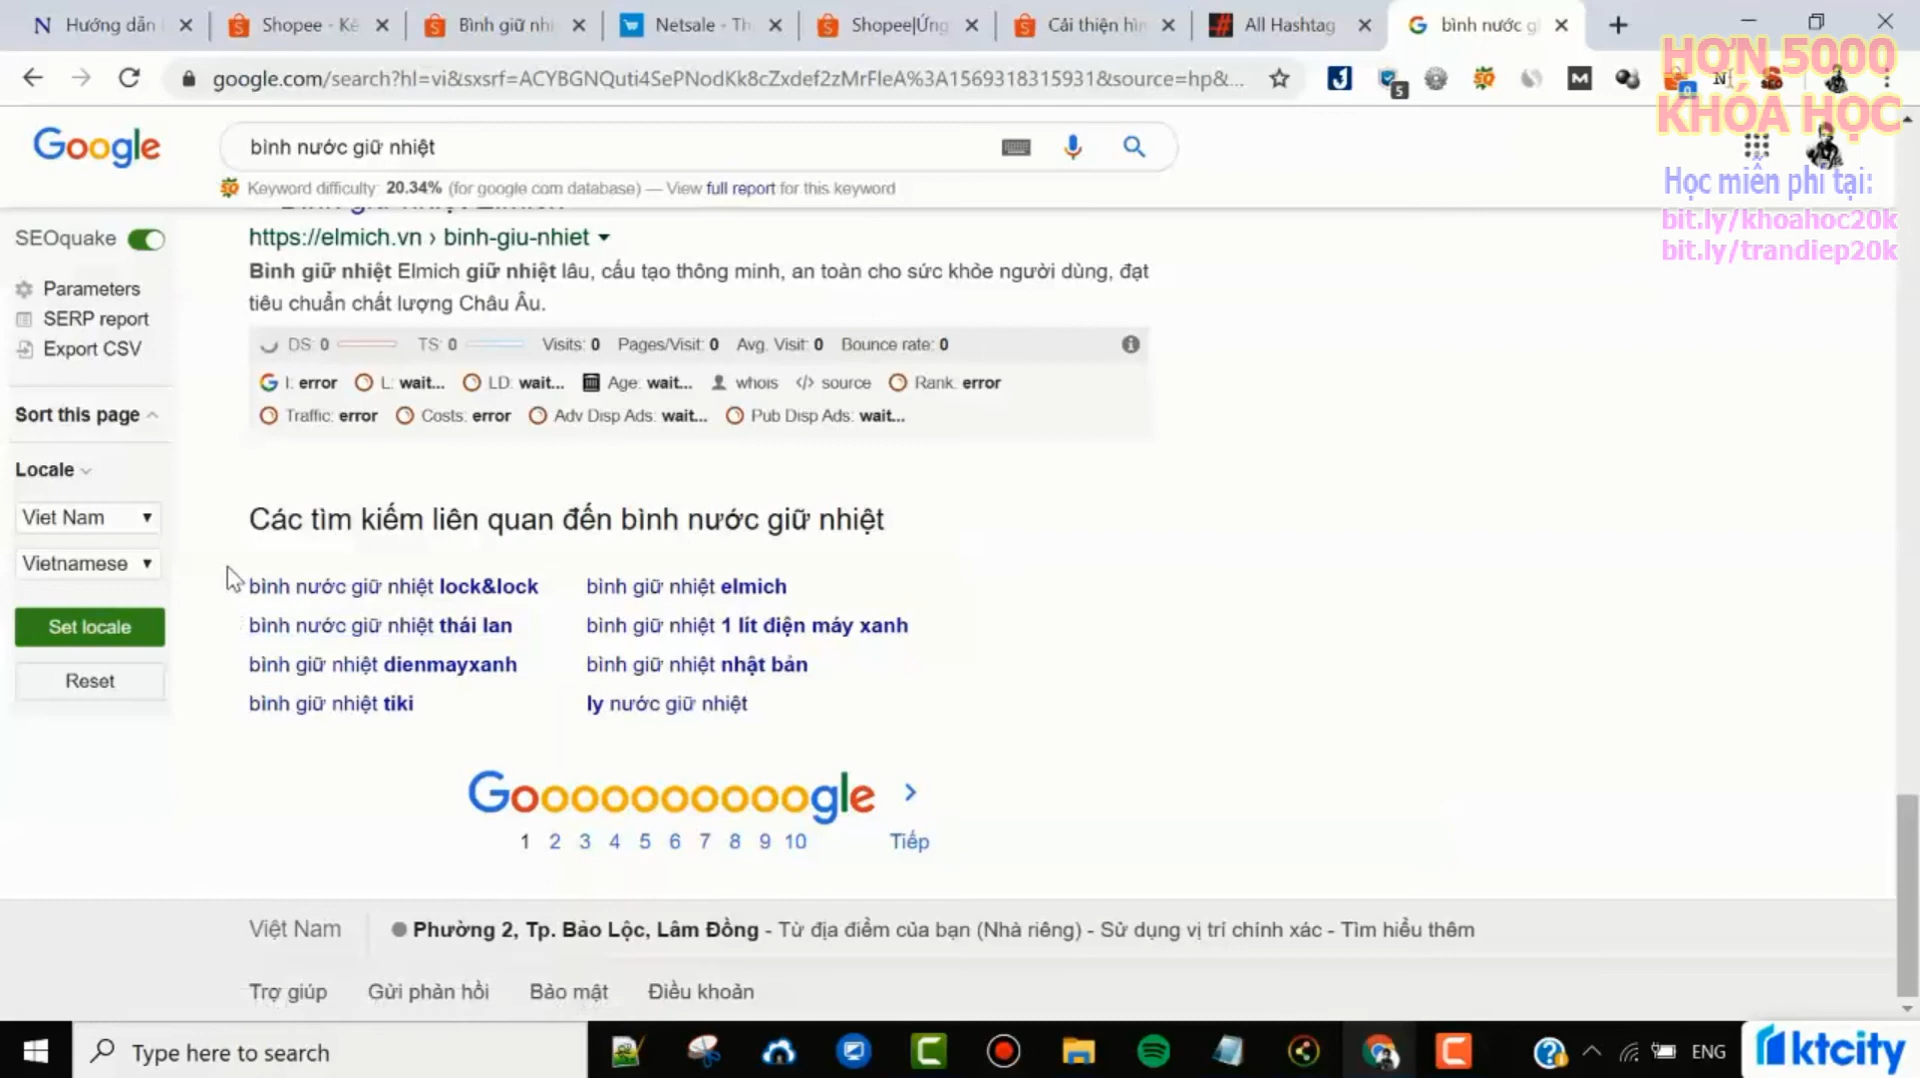 Hướng dẫn
Shopee - Kê
Bình giữ nhi
Netsale - Th
Shopee|Ứng
Cải thiện hìn
All Hashtag
bình nước g
google.com/search?hl=vi&sxsrf=ACYBGNQuti4SePNodKk8cZxdef2zMrFleA%3A1569318315931&source=hp&...
HƠN 5000
KHÓA HỌC
Học miễn phí tại:
bit.ly/khoahoc20k
bit.ly/trandiep20k
Google
bình nước giữ nhiệt
Keyword difficulty: 20.34% (for google.com database) — View full report for this keyword
SEOquake
Parameters
SERP report
Export CSV
Sort this page
Locale
Viet Nam
Vietnamese
Set locale
Reset
Bình giữ nhiệt Elmich
https://elmich.vn › binh-giu-nhiet
Bình giữ nhiệt Elmich giữ nhiệt lâu, cấu tạo thông minh, an toàn cho sức khỏe người dùng, đạt
tiêu chuẩn chất lượng Châu Âu.
DS: 0 TS: 0 Visits: 0 Pages/Visit: 0 Avg. Visit: 0 Bounce rate: 0
I: error L: wait... LD: wait... Age: wait... whois source Rank: error
Traffic: error Costs: error Adv Disp Ads: wait... Pub Disp Ads: wait...
Các tìm kiếm liên quan đến bình nước giữ nhiệt
bình nước giữ nhiệt lock&lock
bình giữ nhiệt elmich
bình nước giữ nhiệt thái lan
bình giữ nhiệt 1 lít điện máy xanh
bình giữ nhiệt dienmayxanh
bình giữ nhiệt nhật bản
bình giữ nhiệt tiki
ly nước giữ nhiệt
Goooooooooogle
1 2 3 4 5 6 7 8 9 10 Tiếp
Việt Nam
Phường 2, Tp. Bảo Lộc, Lâm Đồng - Từ địa điểm của bạn (Nhà riêng) - Sử dụng vị trí chính xác - Tìm hiểu thêm
Trợ giúp Gửi phản hồi Bảo mật Điều khoản
Type here to search
ENG
ktcity